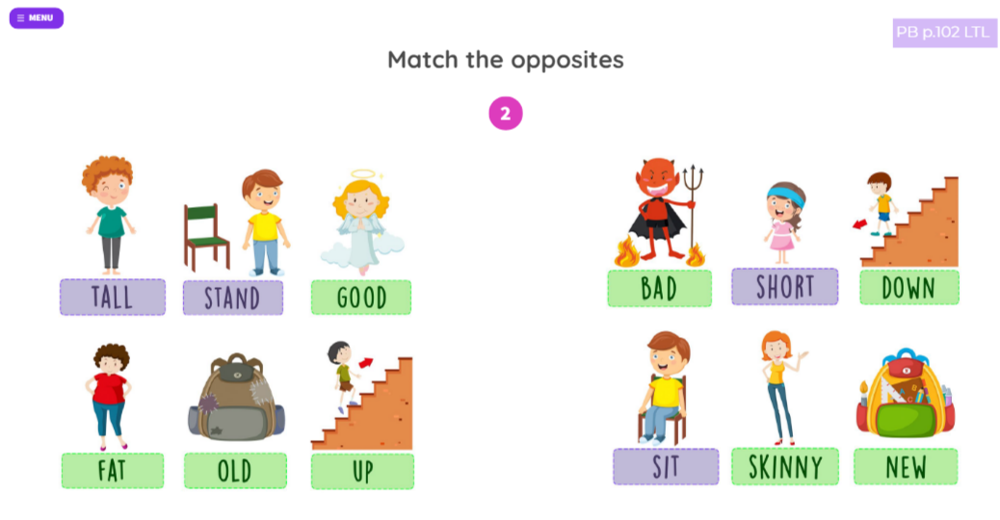 MENU
PB p.102 LTL
Match the opposites
2
TALL
STAND
GOOD
BAD
SHORT
DOWN
FAT
OLD
UP
SIT
SKINNY
NEW